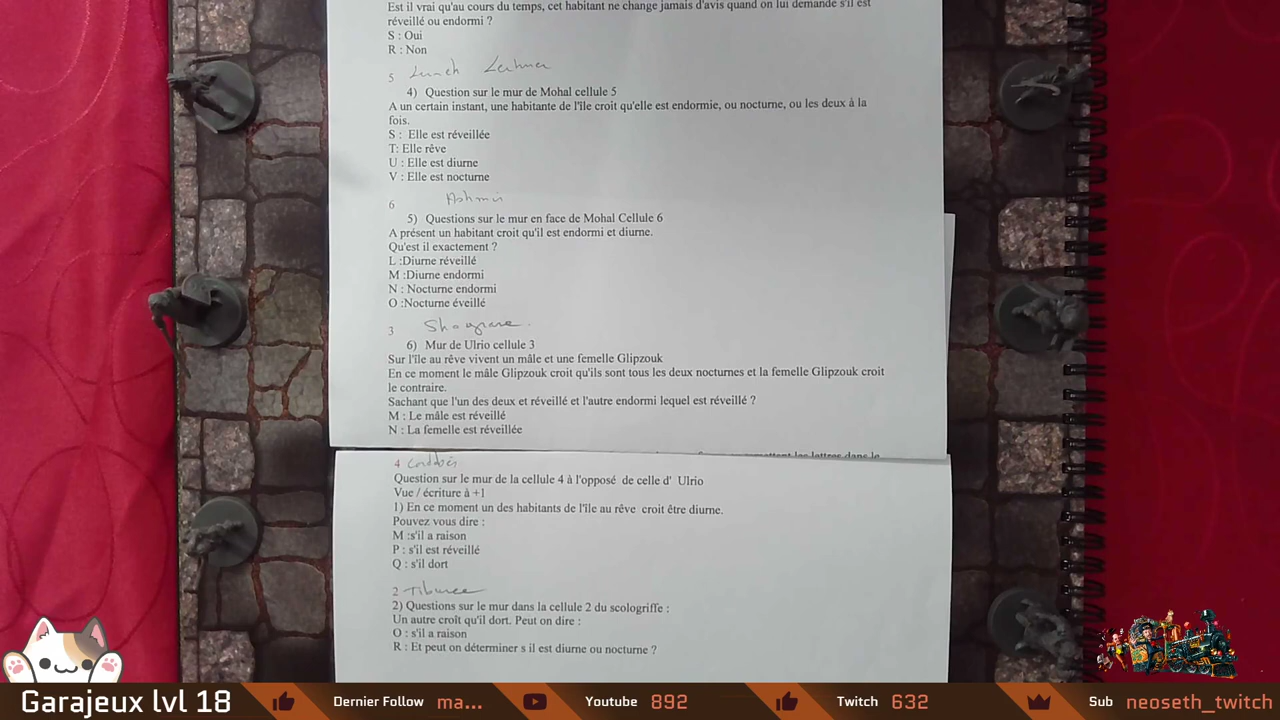 Est il vrai qu'au cours du temps, cet habitant ne change jamais d'avis quand on lui demande s'il est
réveillé ou endormi ?
S : Oui
R : Non
5
4) Question sur le mur de Mohal cellule 5
A un certain instant, une habitante de l'île croit qu'elle est endormie, ou nocturne, ou les deux à la
fois.
S : Elle est réveillée
T: Elle rêve
U : Elle est diurne
V : Elle est nocturne
6
5) Questions sur le mur en face de Mohal Cellule 6
A présent un habitant croit qu'il est endormi et diurne.
Qu'est il exactement ?
L :Diurne réveillé
M :Diurne endormi
N : Nocturne endormi
O :Nocturne éveillé
3
6) Mur de Ulrio cellule 3
Sur l'île au rêve vivent un mâle et une femelle Glipzouk
En ce moment le mâle Glipzouk croit qu'ils sont tous les deux nocturnes et la femelle Glipzouk croit
le contraire.
Sachant que l'un des deux et réveillé et l'autre endormi lequel est réveillé ?
M : Le mâle est réveillé
N : La femelle est réveillée
4
Question sur le mur de la cellule 4 à l'opposé de celle d' Ulrio
Vue / écriture à +1
1) En ce moment un des habitants de l'île au rêve croit être diurne.
Pouvez vous dire :
M :s'il a raison
P : s'il est réveillé
Q : s'il dort
2 Tiburce
2) Questions sur le mur dans la cellule 2 du scologriffe :
Un autre croît qu'il dort. Peut on dire :
O : s'il a raison
R : Et peut on déterminer s il est diurne ou nocturne ?
Garajeux lvl 18
Dernier Follow ma...
Youtube 892
Twitch 632
Sub neoseth_twitch